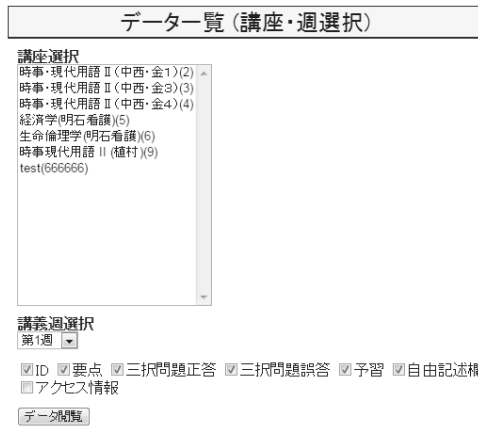 データ一覧（講座・週選択）
講座選択
時事・現代用語Ⅱ（中西・金１）(2)
時事・現代用語Ⅱ（中西・金３）(3)
時事・現代用語Ⅱ（中西・金４）(4)
経済学(明石看護)(5)
生命倫理学(明石看護)(6)
時事現代用語Ⅱ(植村)(9)
test(666666)
講義週選択
第1週
ID 要点 三択問題正答 三択問題誤答 予習 自由記述欄
アクセス情報
データ閲覧